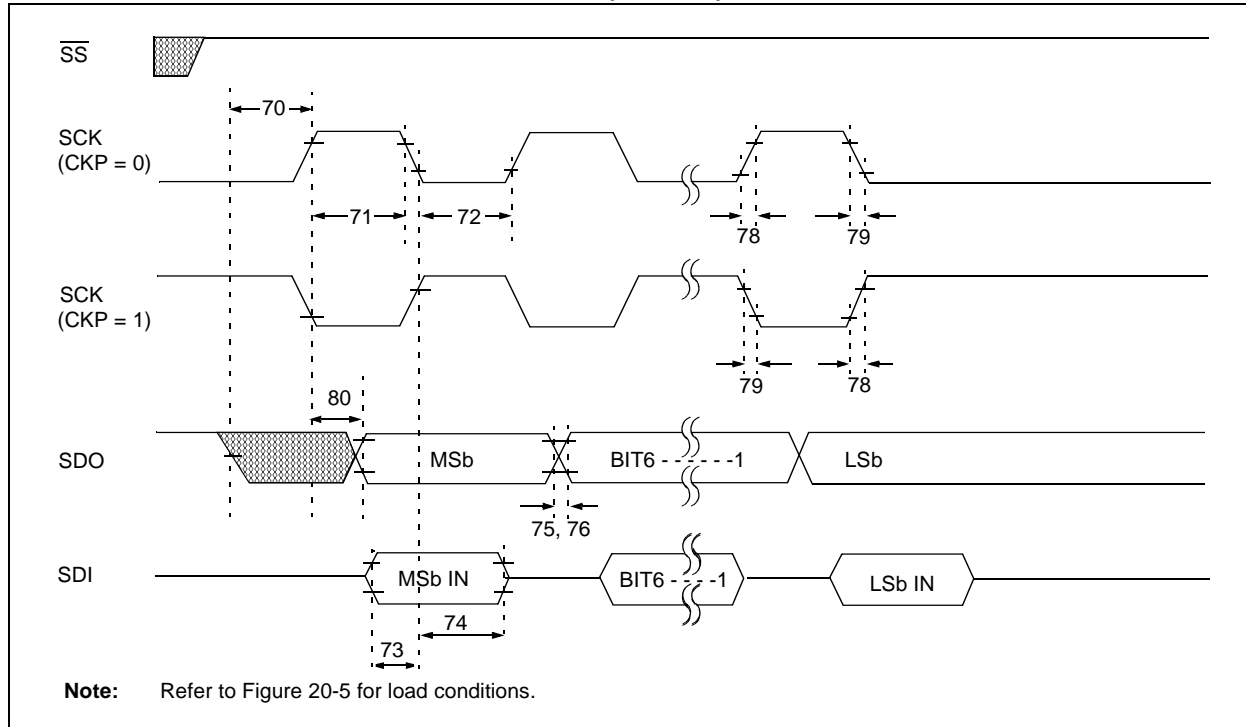 SS
70
SCK
(CKP = 0)
71
72
78
79
SCK
(CKP = 1)
79
78
80
SDO
MSb
BIT6 - - - - - -1
LSb
75, 76
SDI
MSb IN
BIT6 - - - -1
LSb IN
74
73
Note: Refer to Figure 20-5 for load conditions.